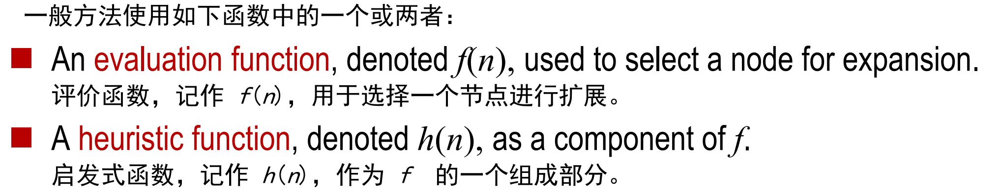 一般方法使用如下函数中的一个或两者：
An evaluation function, denoted f(n), used to select a node for expansion.
评价函数，记作 f(n)，用于选择一个节点进行扩展。
A heuristic function, denoted h(n), as a component of f.
启发式函数，记作 h(n)，作为 f 的一个组成部分。